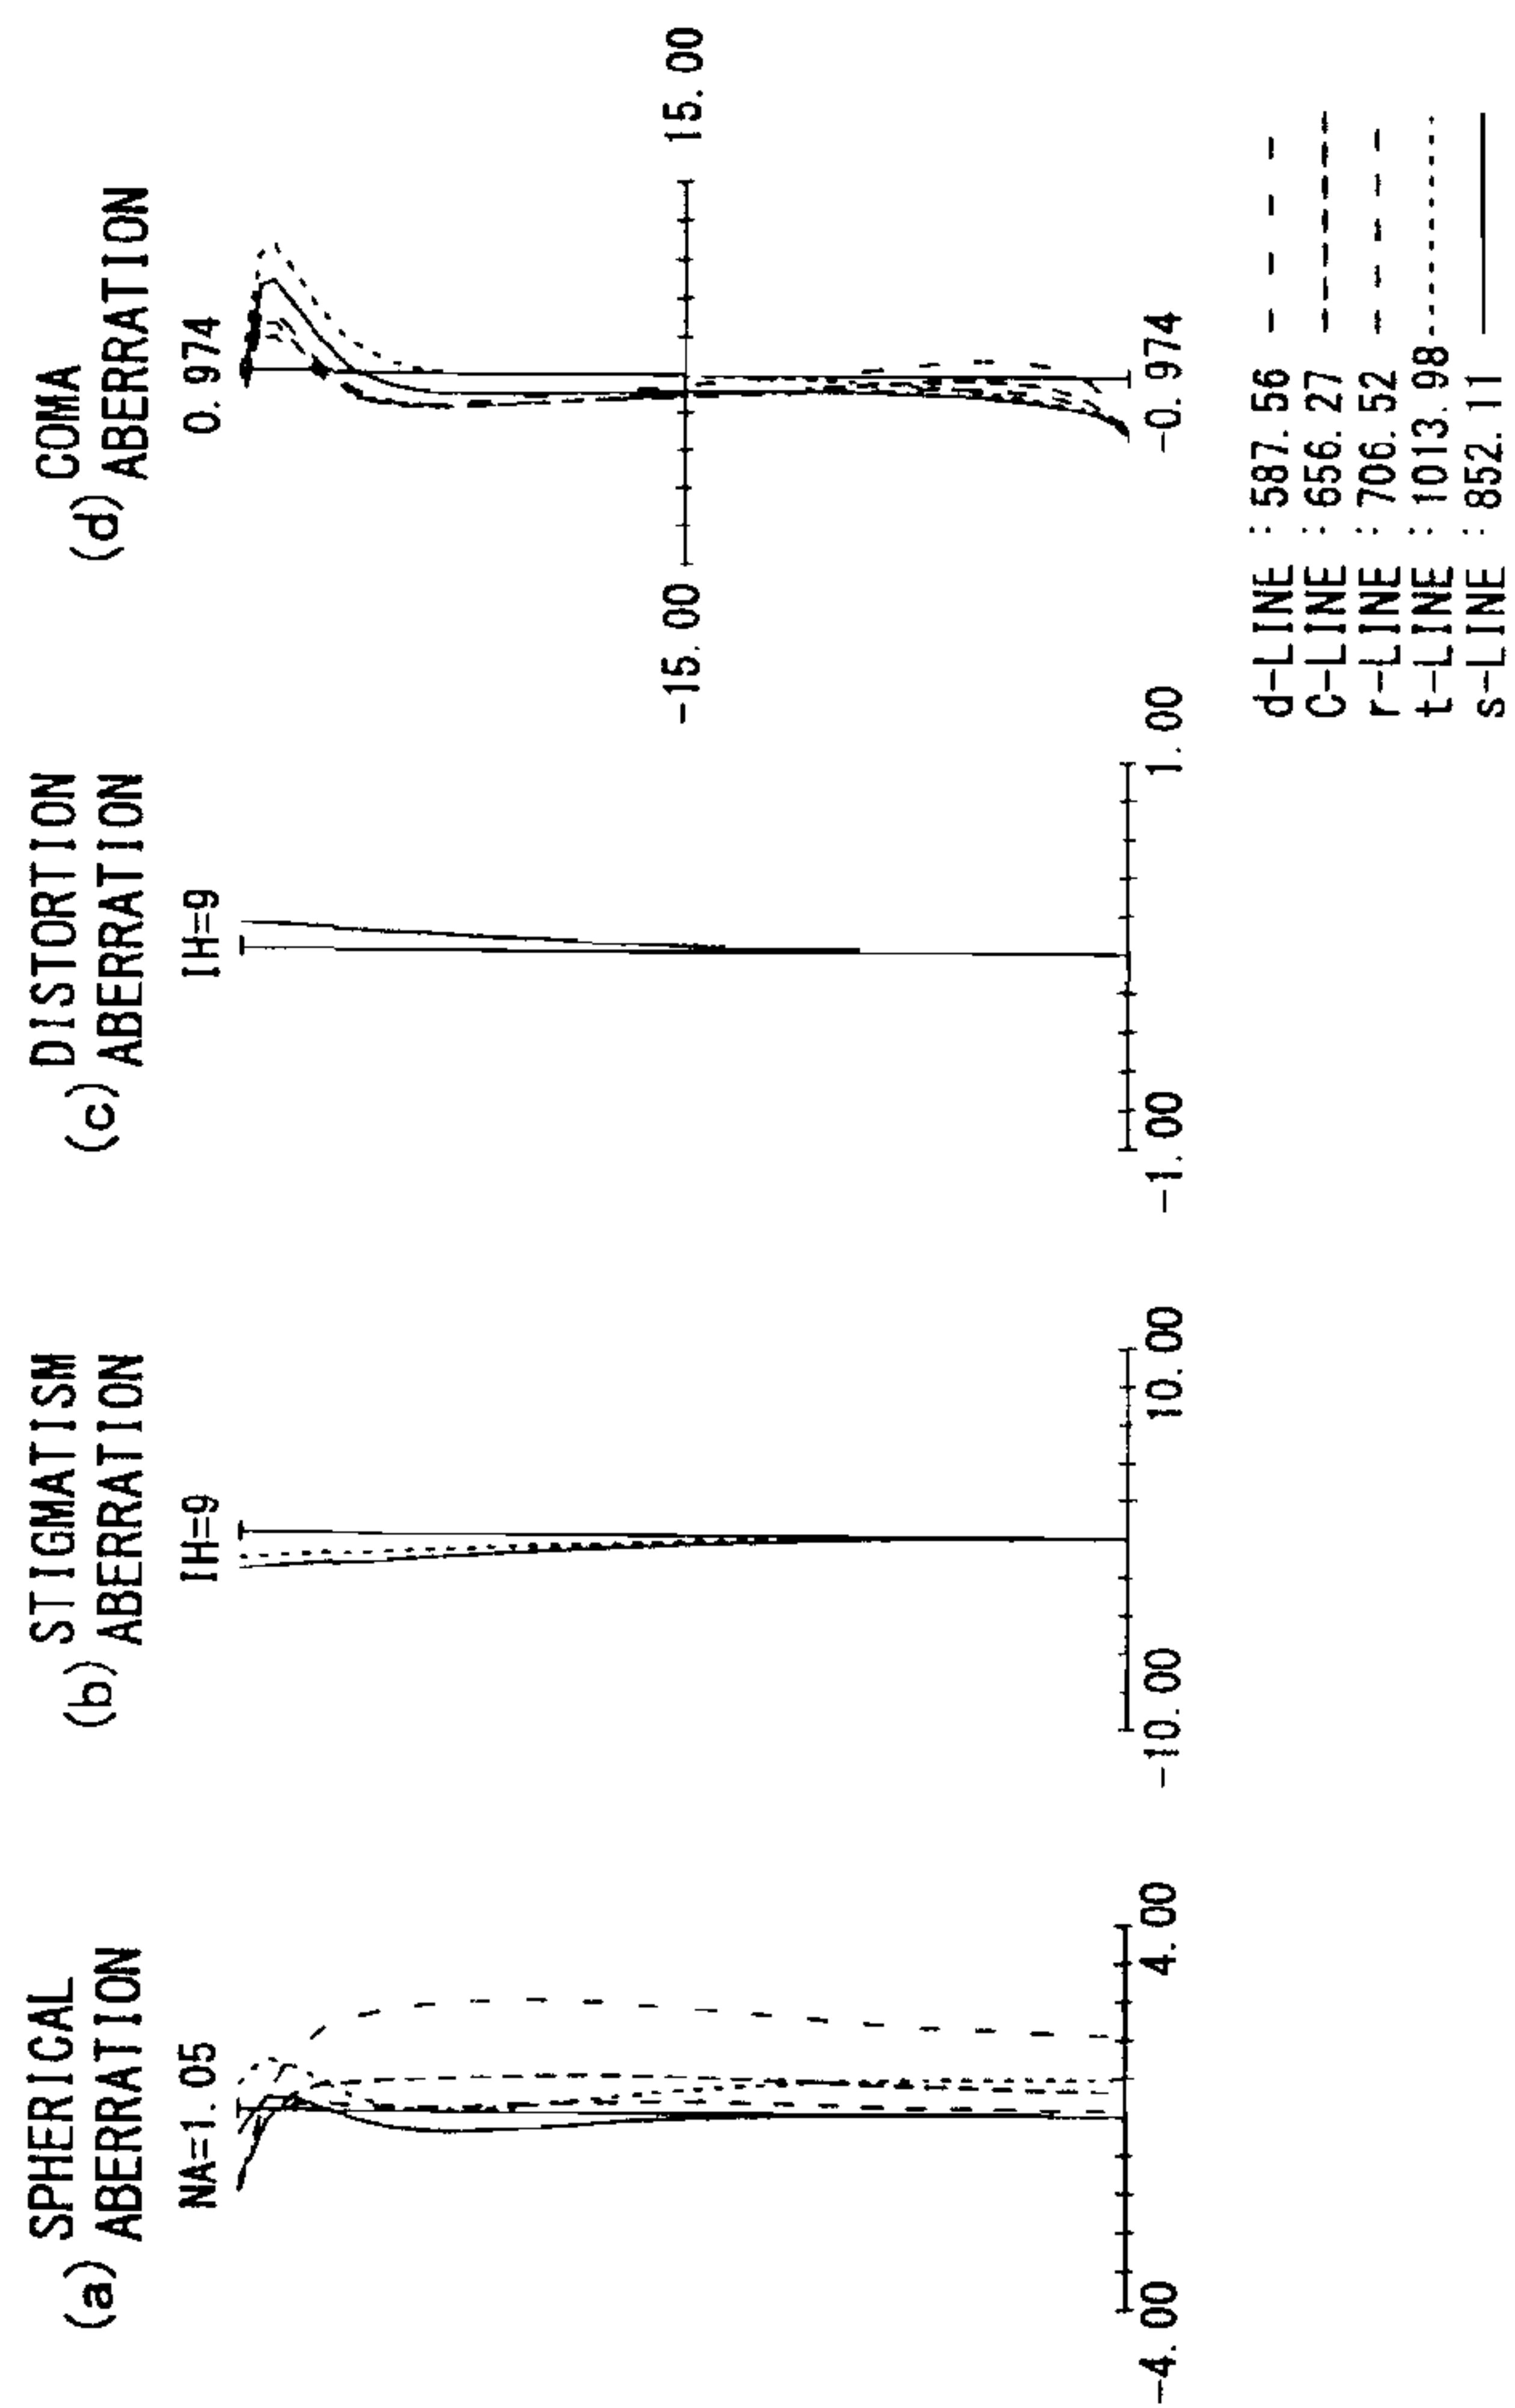 (a) SPHERICAL
ABERRATION
NA=1.05
-4.00
4.00
(b) STIGMATISM
ABERRATION
IH=9
-10.00
10.00
(c) DISTORTION
ABERRATION
IH=9
-1.00
1.00
(d) COMA
ABERRATION
0.974
-15.00
15.00
-0.974
d-LINE : 587.56
C-LINE : 656.27
r-LINE : 706.52
t-LINE : 1013.98
s-LINE : 852.11